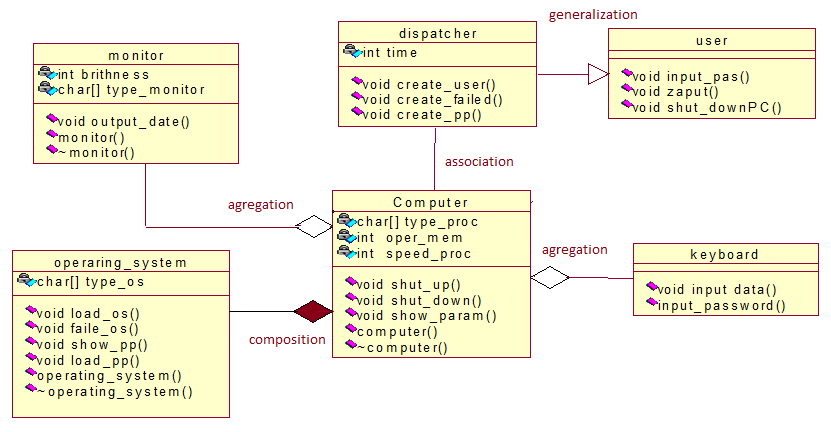 generalization
monitor
int brithness
char[] type_monitor
void output_date()
monitor()
~monitor()
dispatcher
int time
void create_user()
void create_failed()
void create_pp()
user
void input_pas()
void zaput()
void shut_downPC()
association
agregation
Computer
char[] type_proc
int oper_mem
int speed_proc
void shut_up()
void shut_down()
void show_param()
computer()
~computer()
agregation
keyboard
void input data()
input_password()
operaring_system
char[] type_os
void load_os()
void faile_os()
void show_pp()
void load_pp()
operating_system()
~operating_system()
composition